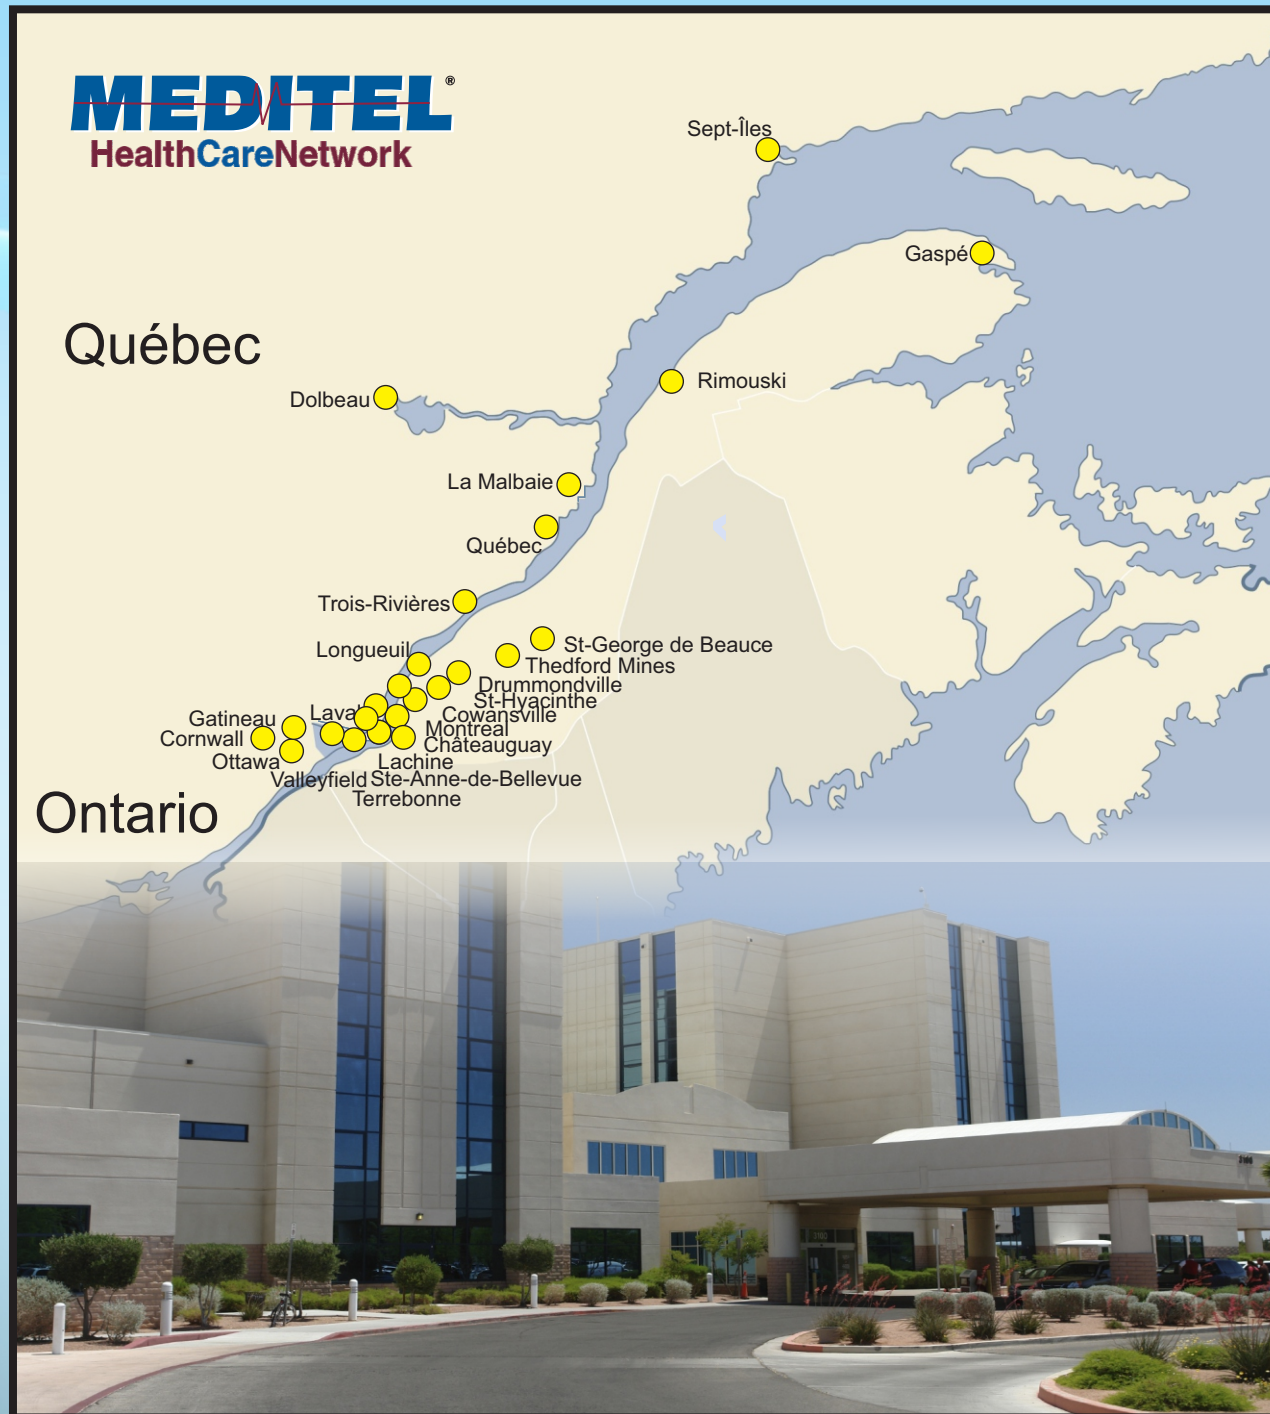 MEDITEL®
HealthCareNetwork
Sept-Îles
Gaspé
Québec
Rimouski
Dolbeau
La Malbaie
Québec
Trois-Rivières
St-George de Beauce
Longueuil
Thedford Mines
Drummondville
St-Hyacinthe
Laval
Cowansville
Gatineau
Montreal
Cornwall
Châteauguay
Ottawa
Lachine
Valleyfield
Ste-Anne-de-Bellevue
Terrebonne
Ontario